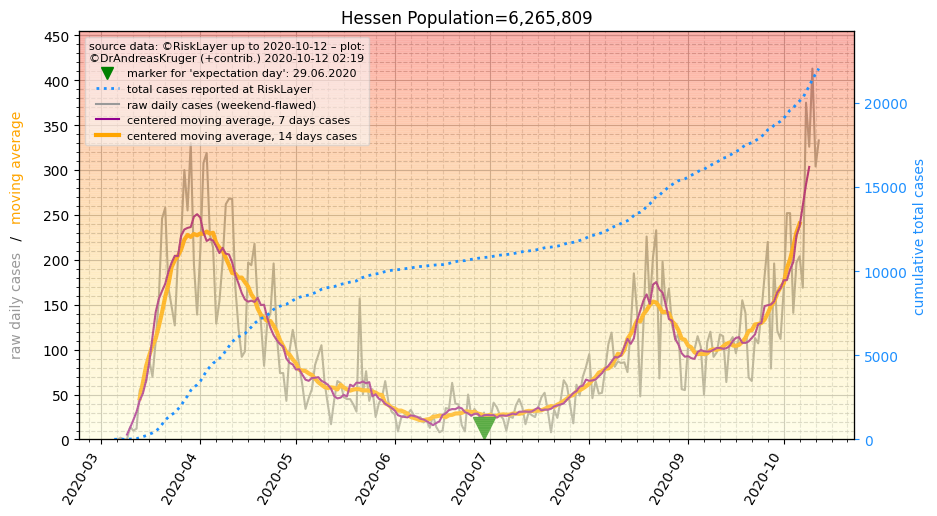 Hessen Population=6,265,809
source data: ©RiskLayer up to 2020-10-12 – plot:
©DrAndreasKruger (+contrib.) 2020-10-12 02:19
marker for 'expectation day': 29.06.2020
total cases reported at RiskLayer
raw daily cases (weekend-flawed)
centered moving average, 7 days cases
centered moving average, 14 days cases
raw daily cases / moving average
450
400
350
300
250
200
150
100
50
0
20000
15000
10000
5000
0
cumulative total cases
2020-03
2020-04
2020-05
2020-06
2020-07
2020-08
2020-09
2020-10